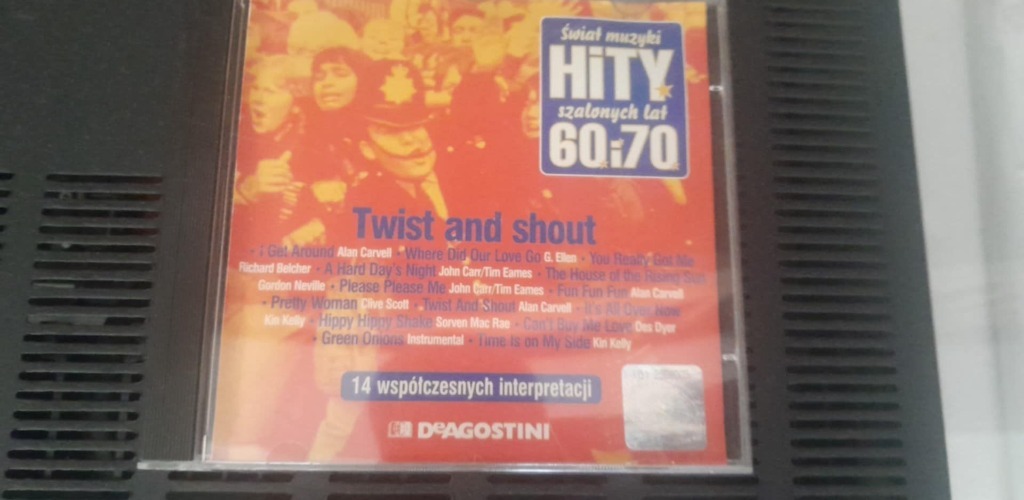 Świat muzyki
HiTY
szalonych lat
60i70
Twist and shout
• I Get Around Alan Carvell • Where Did Our Love Go G. Ellen • You Really Got Me
Richard Belcher • A Hard Day's Night John Carr/Tim Eames • The House of the Rising Sun
Gordon Neville • Please Please Me John Carr/Tim Eames • Fun Fun Fun Alan Carvell
• Pretty Woman Clive Scott • Twist And Shout Alan Carvell • It's All Over Now
Kin Kelly • Hippy Hippy Shake Sorven Mac Rae • Can't Buy Me Love Des Dyer
• Green Onions Instrumental • Time Is on My Side Kin Kelly
14 współczesnych interpretacji
DeAGOSTINI